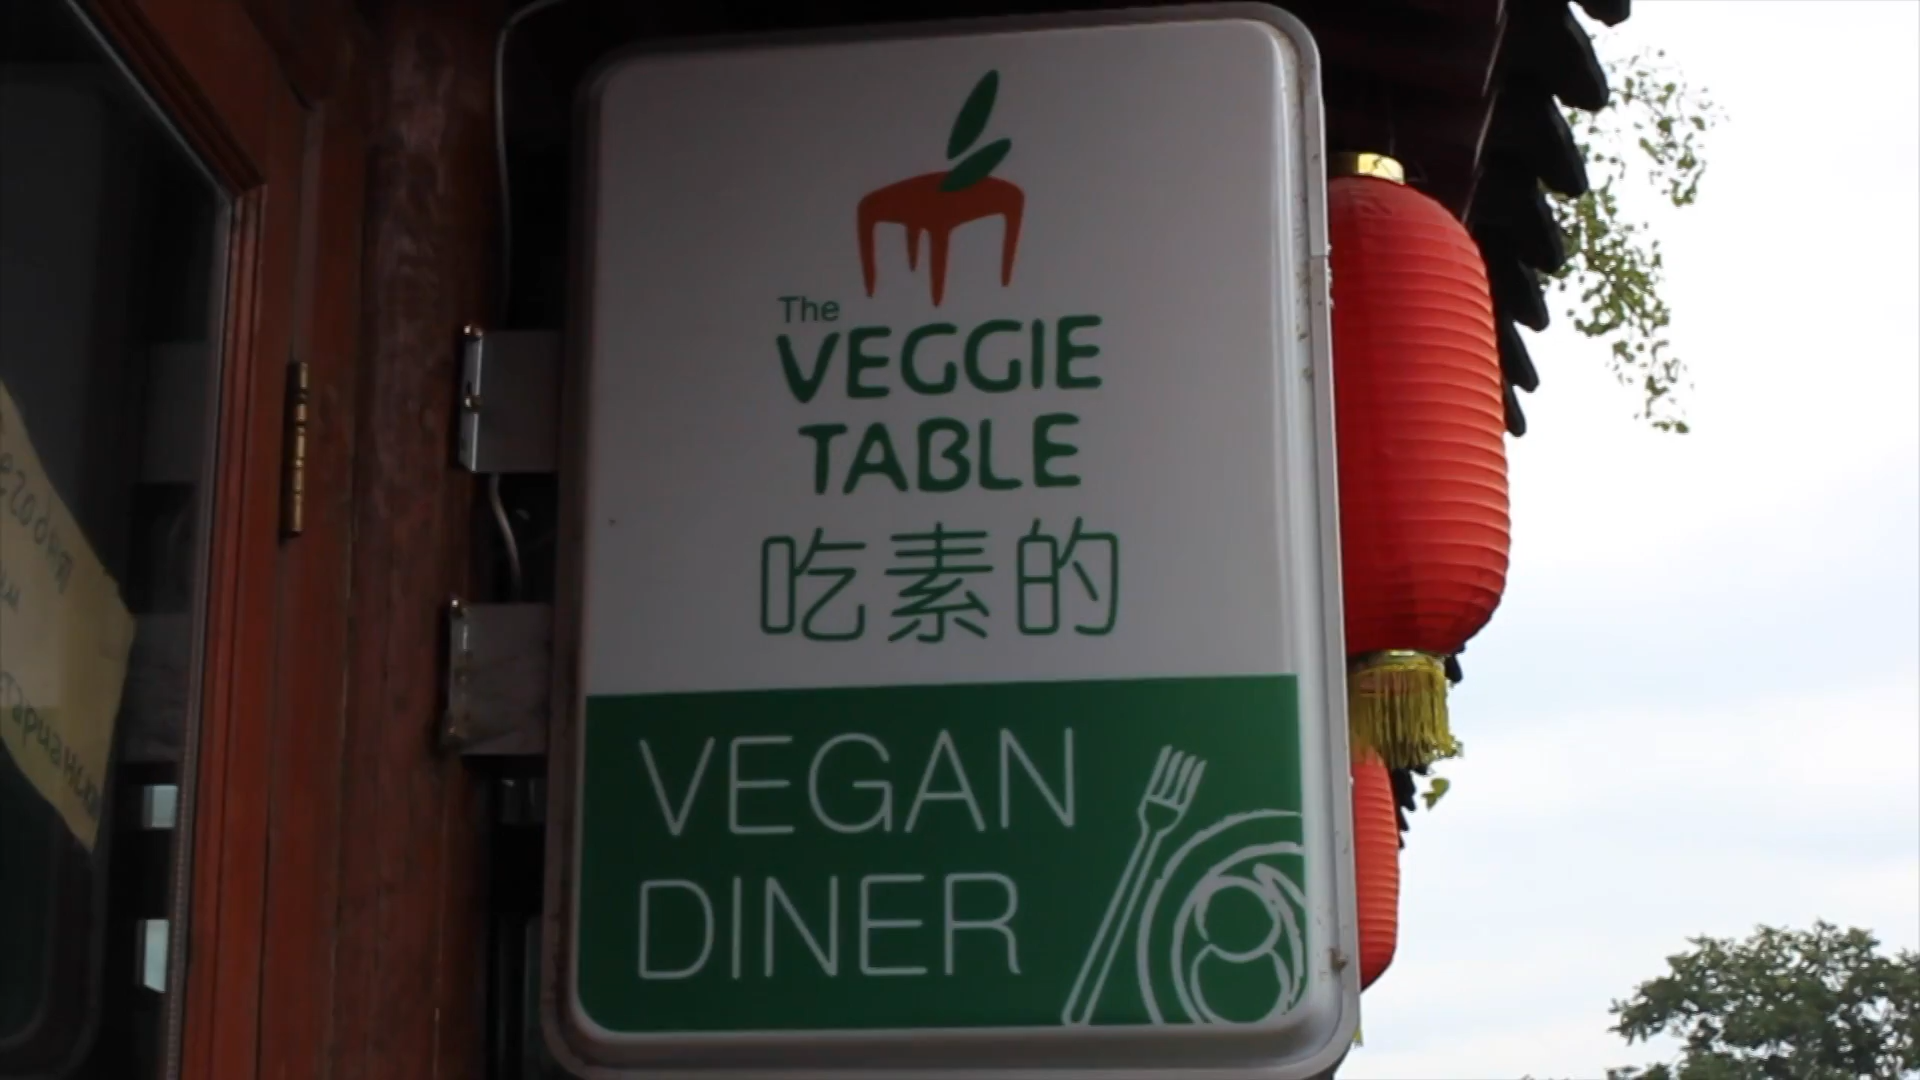 The
VEGGIE
TABLE
吃素的
VEGAN
DINER